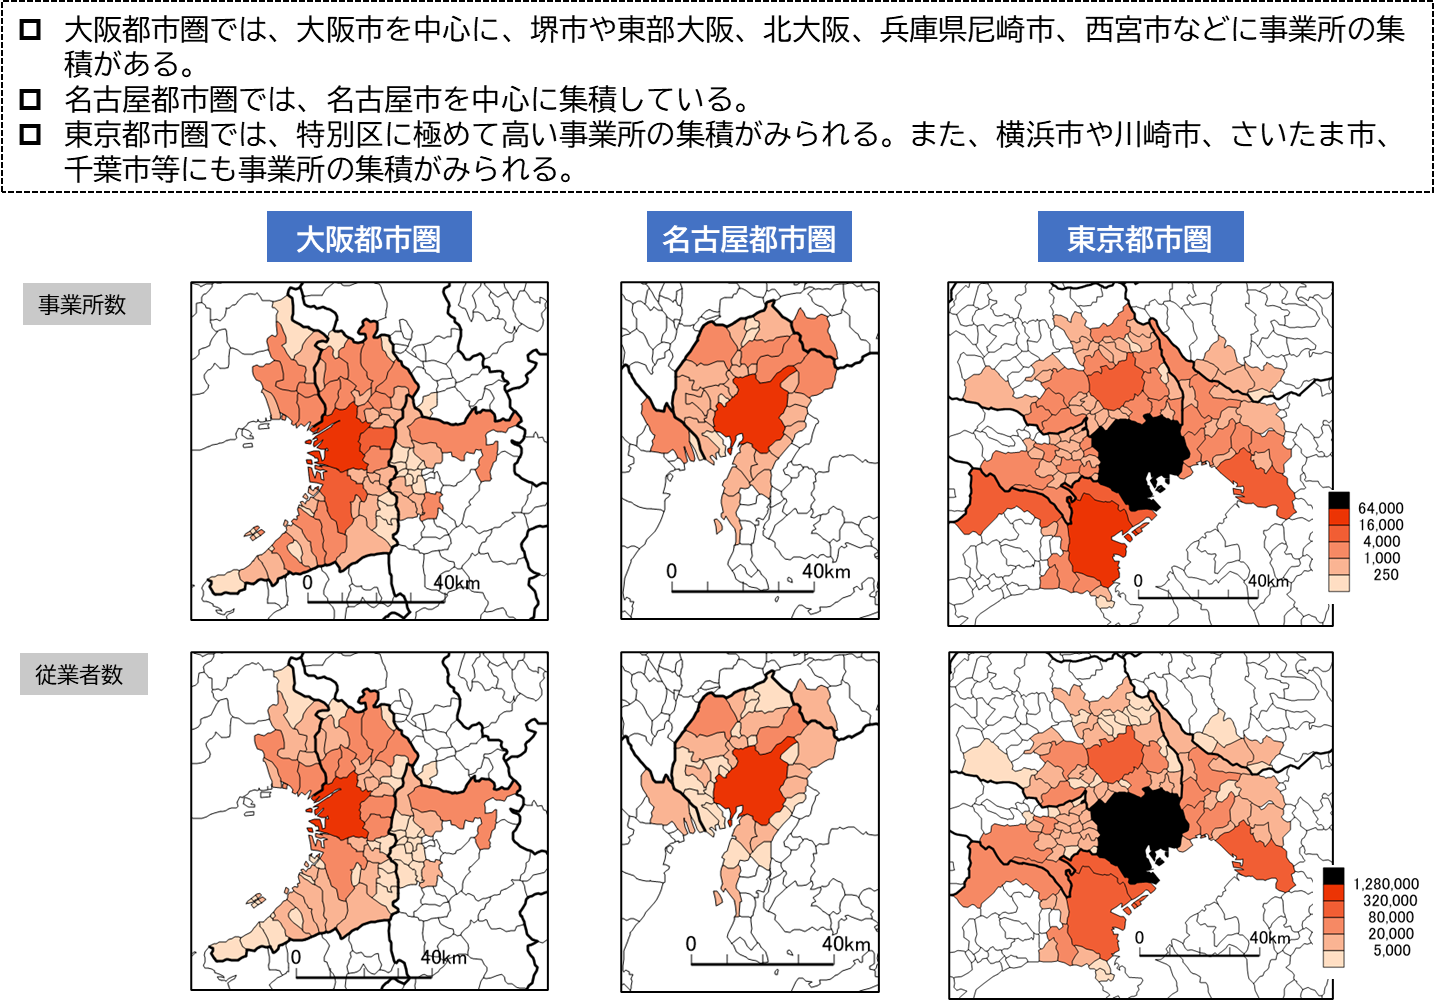 大阪都市圏では、大阪市を中心に、堺市や東部大阪、北大阪、兵庫県尼崎市、西宮市などに事業所の集
積がある。
名古屋都市圏では、名古屋市を中心に集積している。
東京都市圏では、特別区に極めて高い事業所の集積がみられる。また、横浜市や川崎市、さいたま市、
千葉市等にも事業所の集積がみられる。
大阪都市圏
名古屋都市圏
東京都市圏
事業所数
0 40km
0 40km
0 40km
64,000
16,000
4,000
1,000
250
従業者数
0 40km
0 40km
0 40km
1,280,000
320,000
80,000
20,000
5,000